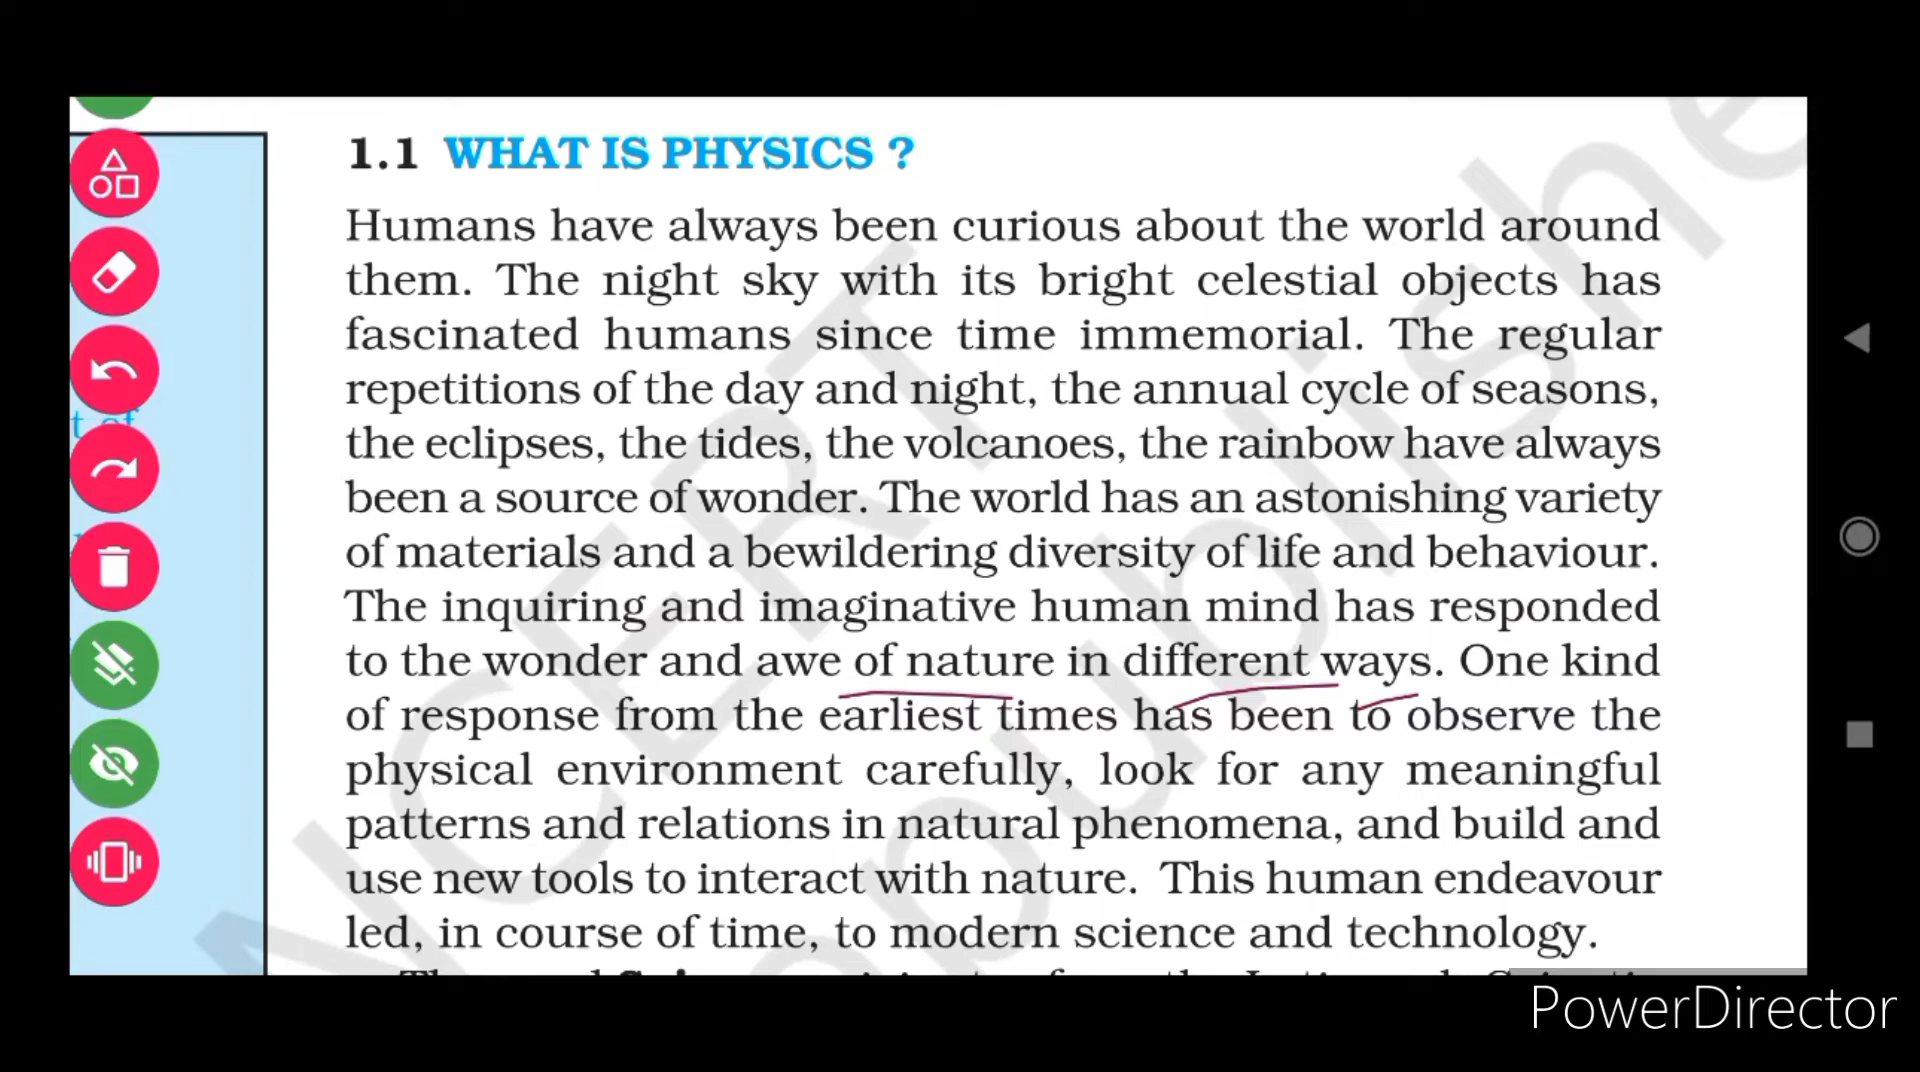 1.1 WHAT IS PHYSICS ?
Humans have always been curious about the world around
them. The night sky with its bright celestial objects has
fascinated humans since time immemorial. The regular
repetitions of the day and night, the annual cycle of seasons,
the eclipses, the tides, the volcanoes, the rainbow have always
been a source of wonder. The world has an astonishing variety
of materials and a bewildering diversity of life and behaviour.
The inquiring and imaginative human mind has responded
to the wonder and awe of nature in different ways. One kind
of response from the earliest times has been to observe the
physical environment carefully, look for any meaningful
patterns and relations in natural phenomena, and build and
use new tools to interact with nature. This human endeavour
led, in course of time, to modern science and technology.
t of
NCERT
publishe
PowerDirector